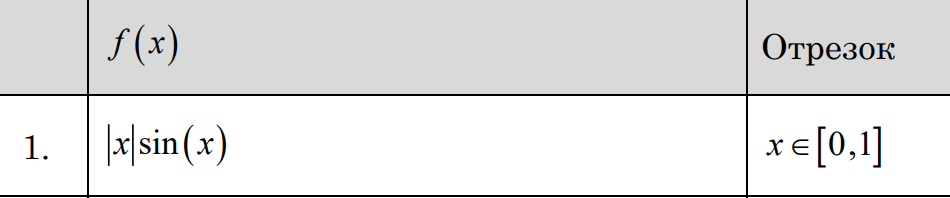 f(x) Отрезок
1. |x|sin(x) x∈[0,1]